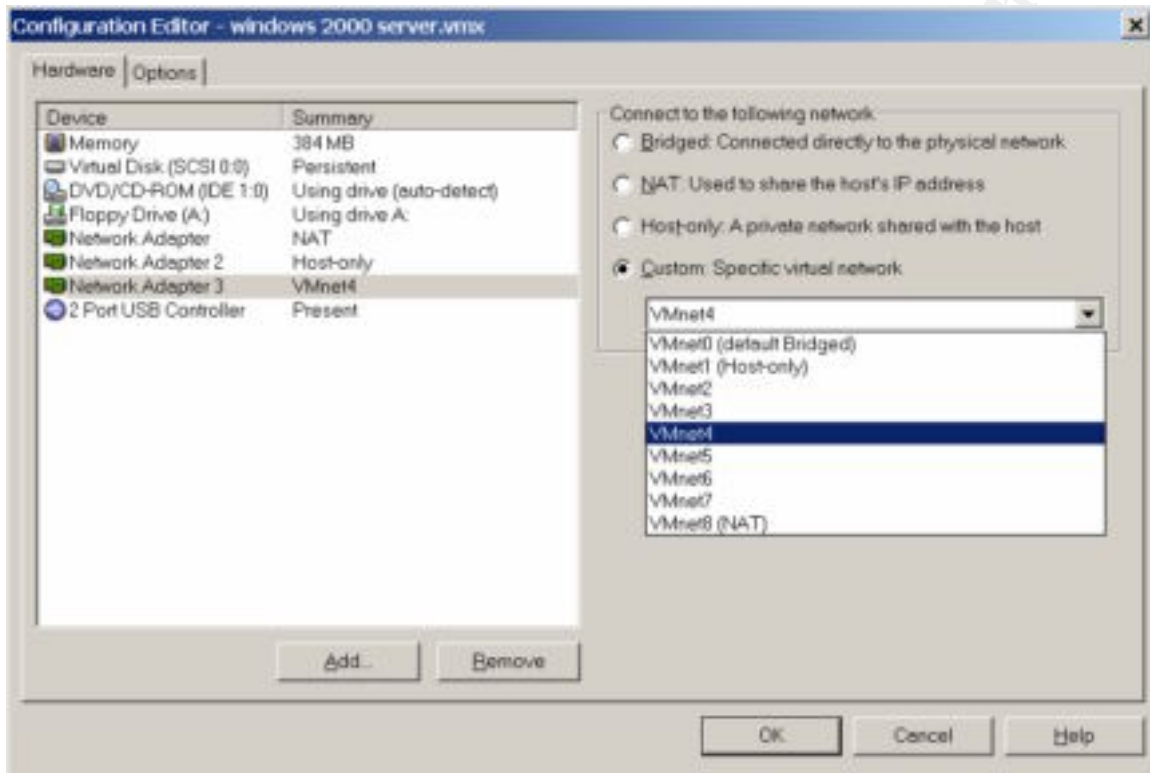 Configuration Editor - windows 2000 server.vmx
Hardware
Options
Device Summary
Memory 384 MB
Virtual Disk (SCSI 0:0) Persistent
DVD/CD-ROM (IDE 1:0) Using drive (auto-detect)
Floppy Drive (A:) Using drive A:
Network Adapter NAT
Network Adapter 2 Host-only
Network Adapter 3 VMnet4
2 Port USB Controller Present
Add...
Remove
Connect to the following network
Bridged: Connected directly to the physical network
NAT: Used to share the host's IP address
Host-only: A private network shared with the host
Custom: Specific virtual network
VMnet4
VMnet0 (default Bridged)
VMnet1 (Host-only)
VMnet2
VMnet3
VMnet4
VMnet5
VMnet6
VMnet7
VMnet8 (NAT)
OK
Cancel
Help